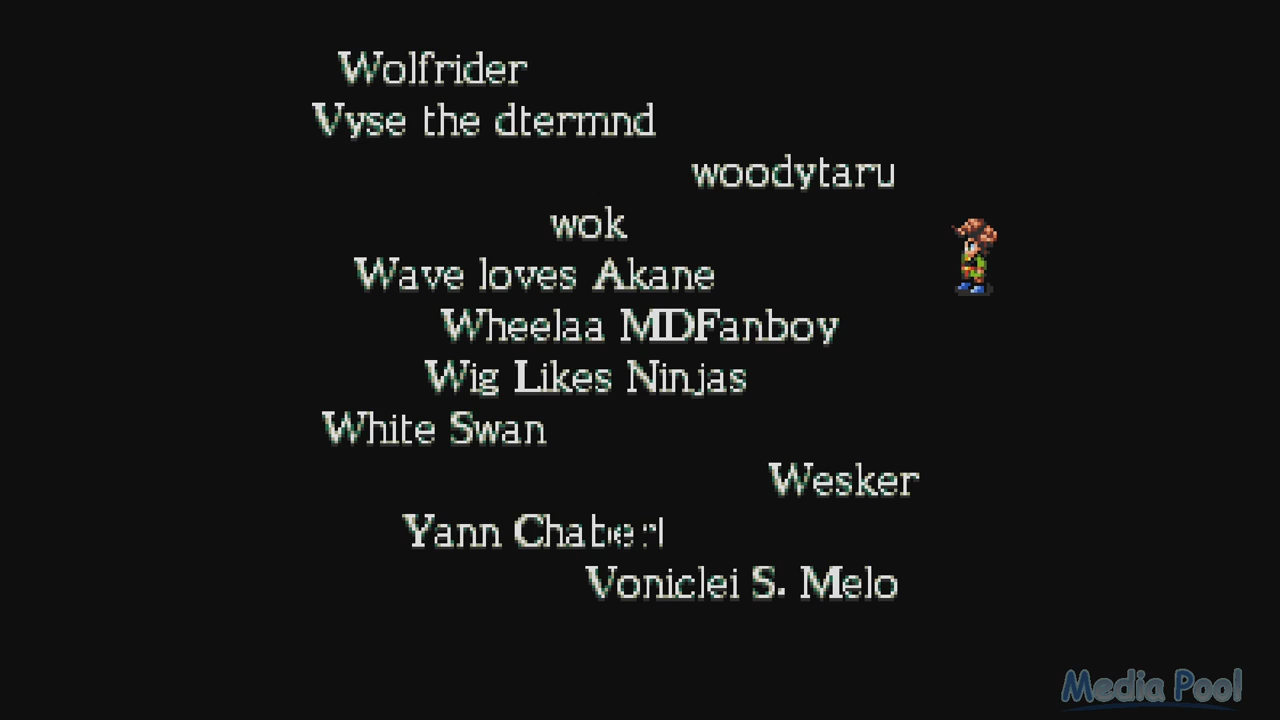 Wolfrider
Vyse the dtermnd
woodytaru
wok
Wave loves Akane
Wheelaa MDFanboy
Wig Likes Ninjas
White Swan
Wesker
Yann
Voniclei S. Melo
Media Pool